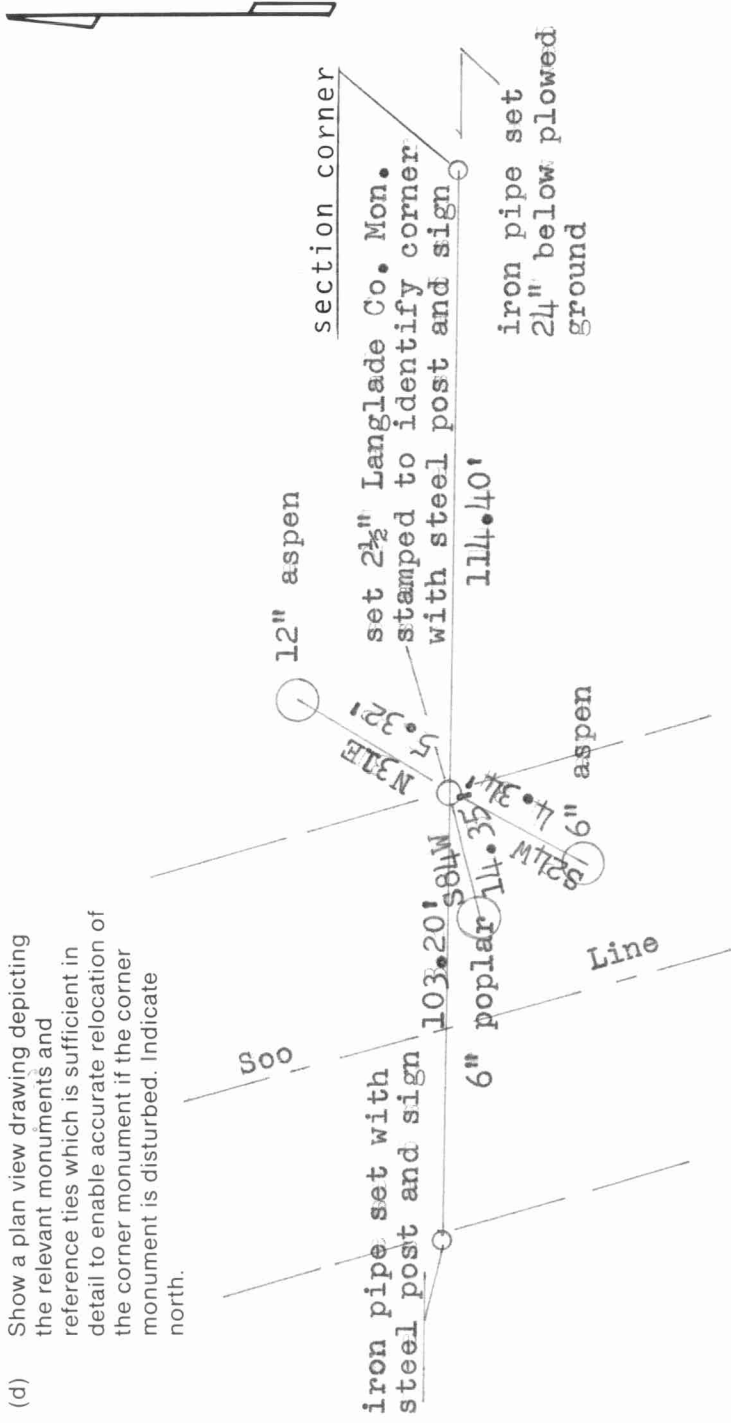 (d) Show a plan view drawing depicting
the relevant monuments and
reference ties which is sufficient in
detail to enable accurate relocation of
the corner monument if the corner
monument is disturbed. Indicate
north.
section corner
set 2½" Langlade Co. Mon.
stamped to identify corner
with steel post and sign
12" aspen
N31E
5.32'
114.40'
iron pipe set
24" below plowed
ground
Soo
Line
iron pipe set with
steel post and sign
103.20'
S84W
6" poplar 14.35'
S24W
4.34'
6" aspen